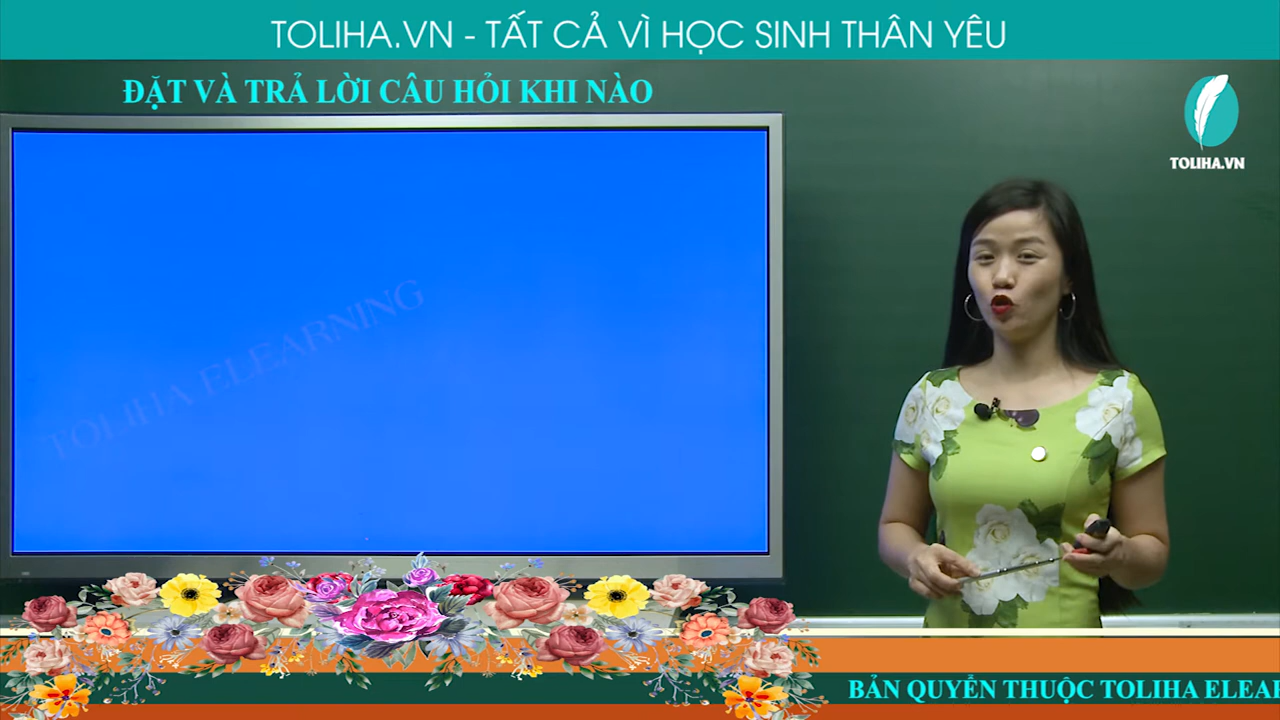 TOLIHA.VN - TẤT CẢ VÌ HỌC SINH THÂN YÊU
ĐẶT VÀ TRẢ LỜI CÂU HỎI KHI NÀO
TOLIHA.VN
TOLIHA ELEARNING
BẢN QUYỀN THUỘC TOLIHA ELEAR